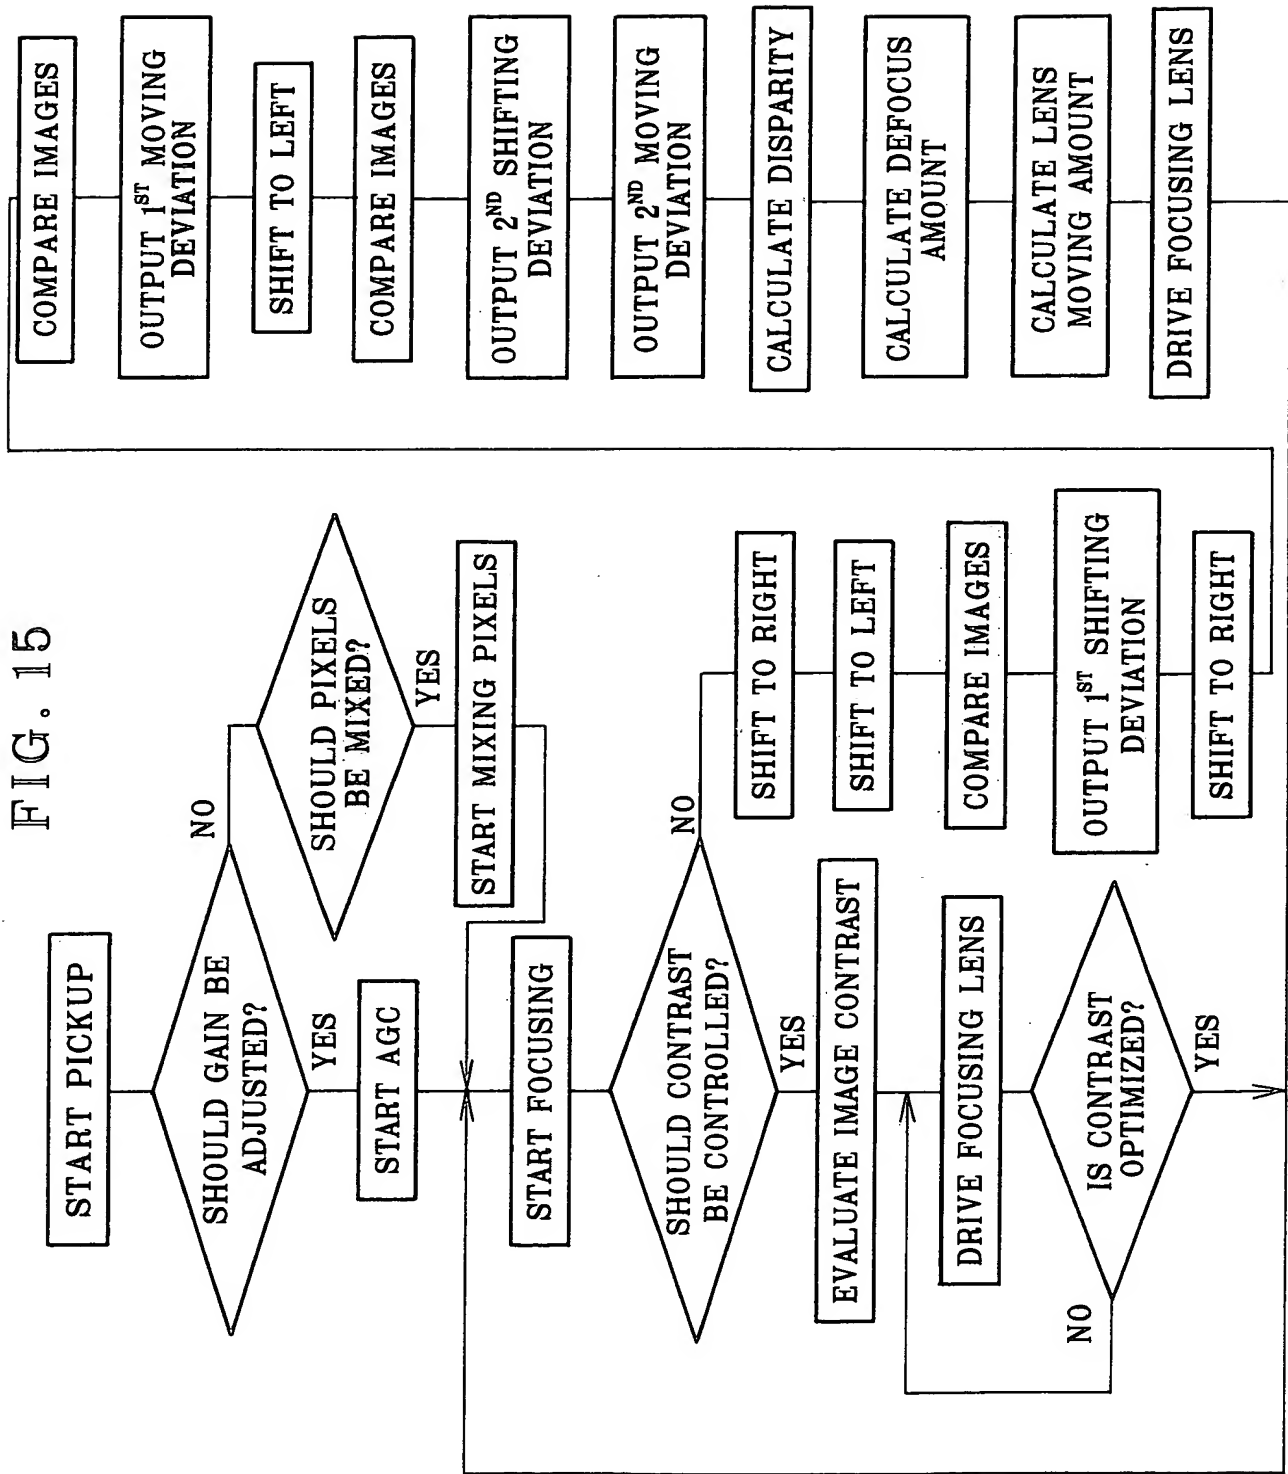 FIG. 15
START PICKUP
SHOULD GAIN BE
ADJUSTED?
NO
YES
SHOULD PIXELS
BE MIXED?
YES
START MIXING PIXELS
START AGC
START FOCUSING
SHOULD CONTRAST
BE CONTROLLED?
NO
YES
EVALUATE IMAGE CONTRAST
DRIVE FOCUSING LENS
IS CONTRAST
OPTIMIZED?
NO
YES
SHIFT TO RIGHT
SHIFT TO LEFT
COMPARE IMAGES
OUTPUT 1ST SHIFTING
DEVIATION
SHIFT TO RIGHT
COMPARE IMAGES
OUTPUT 1ST MOVING
DEVIATION
SHIFT TO LEFT
COMPARE IMAGES
OUTPUT 2ND SHIFTING
DEVIATION
OUTPUT 2ND MOVING
DEVIATION
CALCULATE DISPARITY
CALCULATE DEFOCUS
AMOUNT
CALCULATE LENS
MOVING AMOUNT
DRIVE FOCUSING LENS